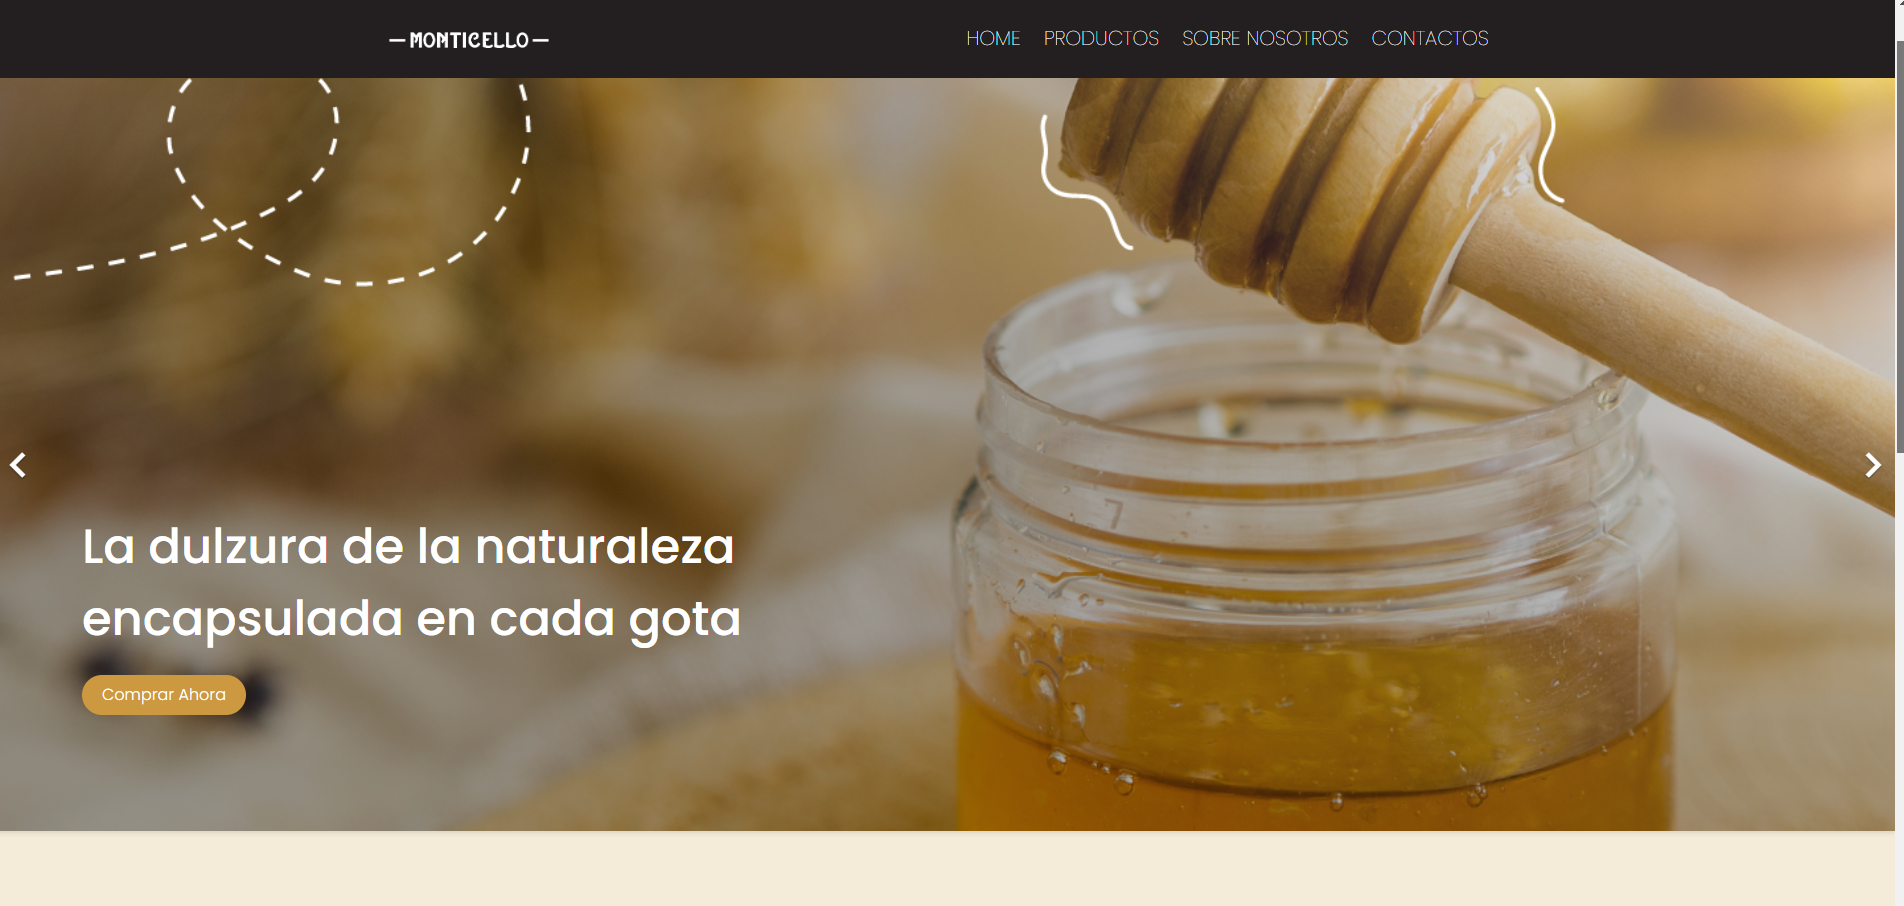 MONTICELLO
HOME PRODUCTOS SOBRE NOSOTROS CONTACTOS
La dulzura de la naturaleza
encapsulada en cada gota
Comprar Ahora